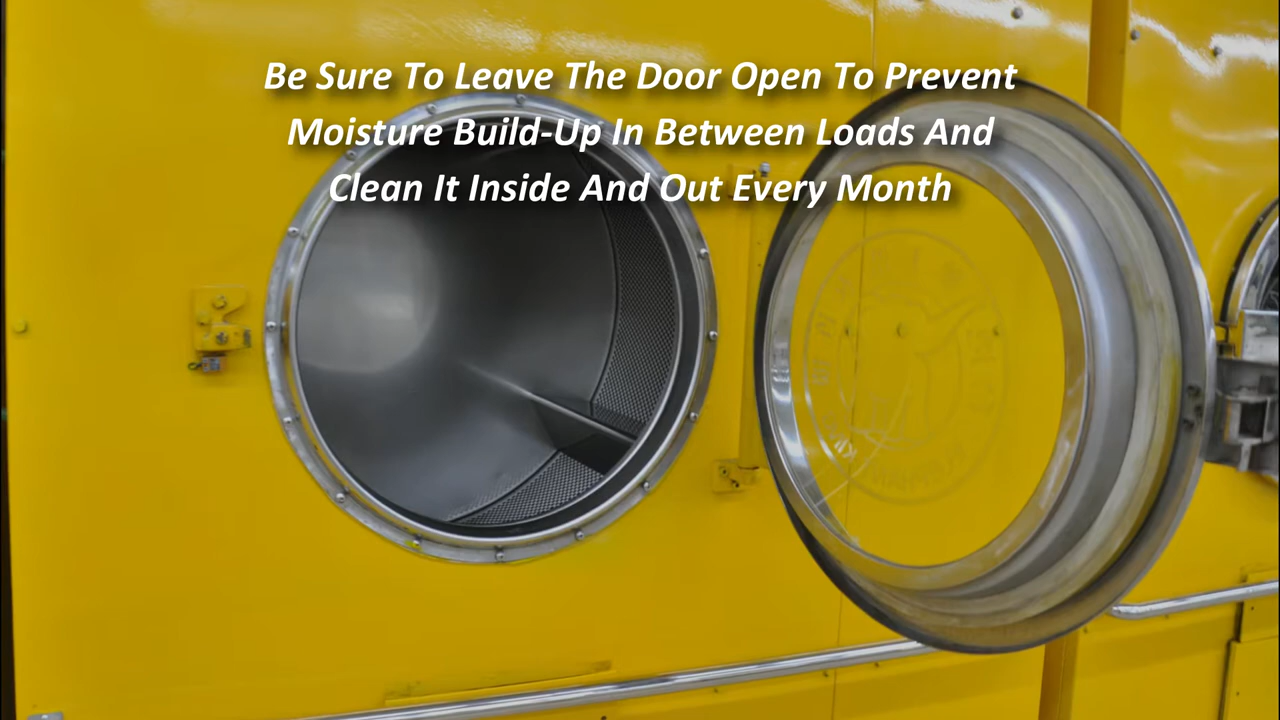 Be Sure To Leave The Door Open To Prevent
Moisture Build-Up In Between Loads And
Clean It Inside And Out Every Month